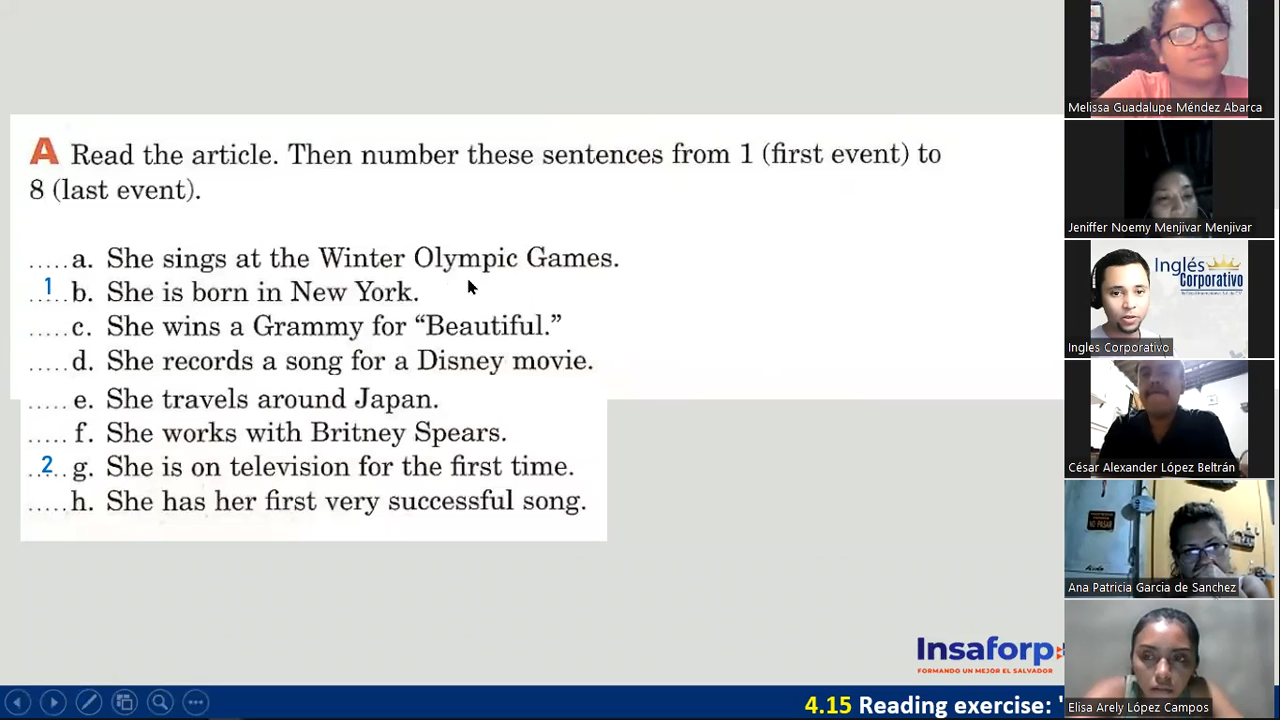 A Read the article. Then number these sentences from 1 (first event) to
8 (last event).
..... a. She sings at the Winter Olympic Games.
1 b. She is born in New York.
..... c. She wins a Grammy for “Beautiful.”
..... d. She records a song for a Disney movie.
..... e. She travels around Japan.
..... f. She works with Britney Spears.
2 g. She is on television for the first time.
..... h. She has her first very successful song.
Insaforp
FORMANDO UN MEJOR EL SALVADOR
4.15 Reading exercise: '
Melissa Guadalupe Méndez Abarca
Jeniffer Noemy Menjivar Menjivar
Inglés
Corporativo
Ingles Corporativo
César Alexander López Beltrán
NO PASAR
Ana Patricia Garcia de Sanchez
Elisa Arely López Campos